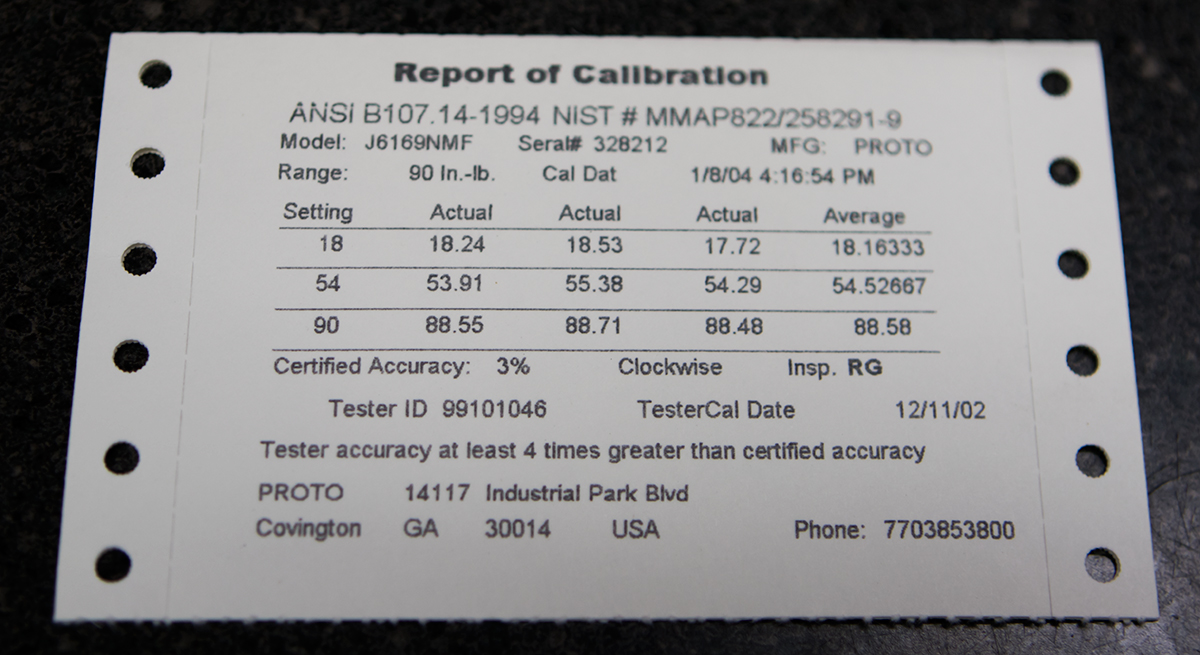 Report of Calibration
ANSI B107.14-1994 NIST # MMAP822/258291-9
Model: J6169NMF Seral# 328212 MFG: PROTO
Range: 90 In.-lb. Cal Dat 1/8/04 4:16:54 PM
Setting Actual Actual Actual Average
18 18.24 18.53 17.72 18.16333
54 53.91 55.38 54.29 54.52667
90 88.55 88.71 88.48 88.58
Certified Accuracy: 3% Clockwise Insp. RG
Tester ID 99101046 TesterCal Date 12/11/02
Tester accuracy at least 4 times greater than certified accuracy
PROTO 14117 Industrial Park Blvd
Covington GA 30014 USA Phone: 7703853800